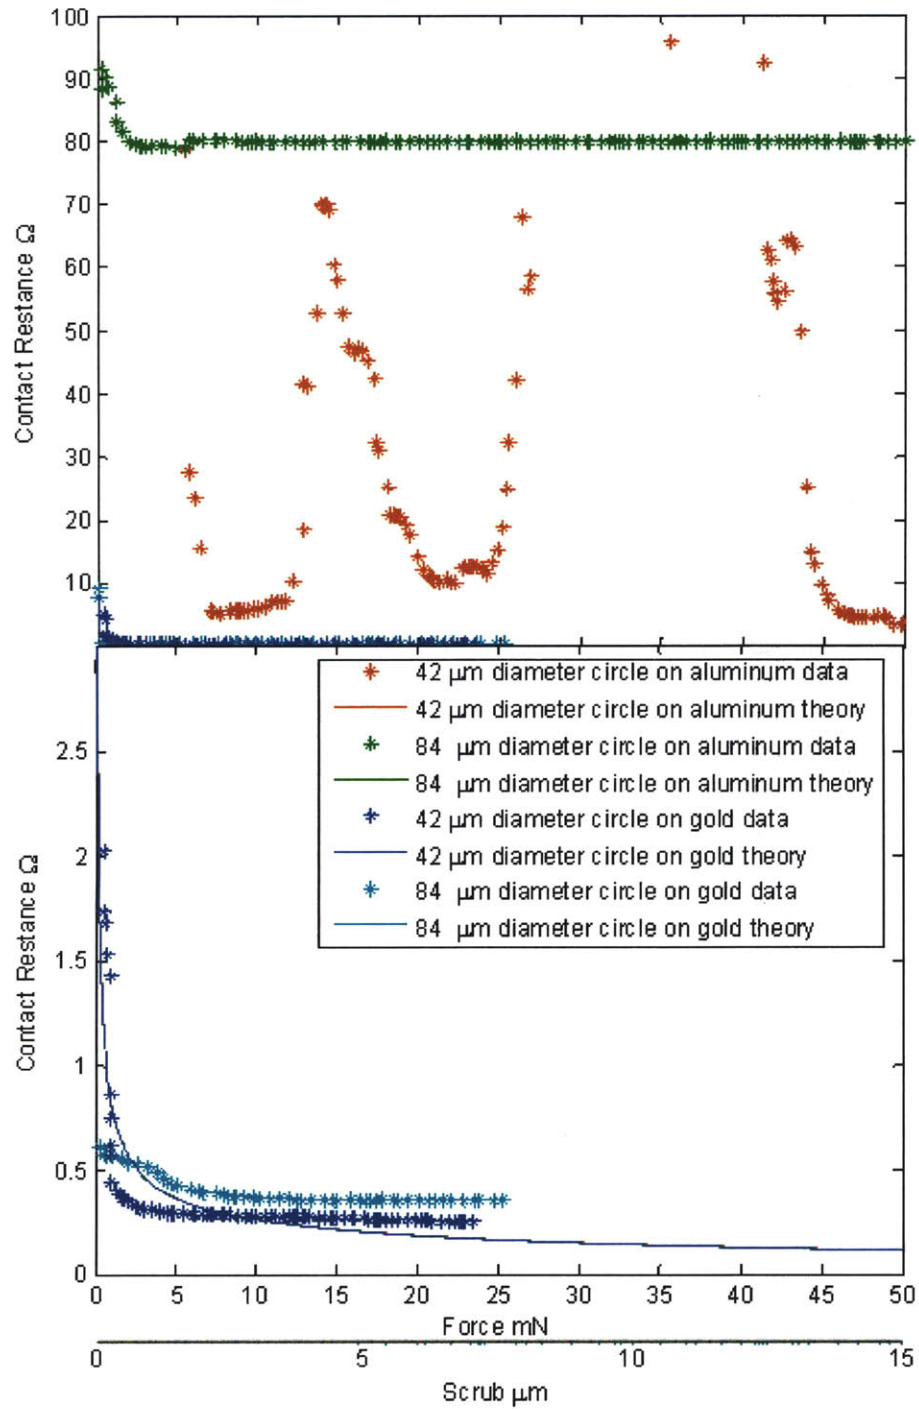 100
90
80
70
60
50
40
30
20
10
Contact Restance Ω
42 μm diameter circle on aluminum data
42 μm diameter circle on aluminum theory
84 μm diameter circle on aluminum data
84 μm diameter circle on aluminum theory
42 μm diameter circle on gold data
42 μm diameter circle on gold theory
84 μm diameter circle on gold data
84 μm diameter circle on gold theory
2.5
2
1.5
1
0.5
0
Contact Restance Ω
0 5 10 15 20 25 30 35 40 45 50
Force mN
0 5 10 15
Scrub μm